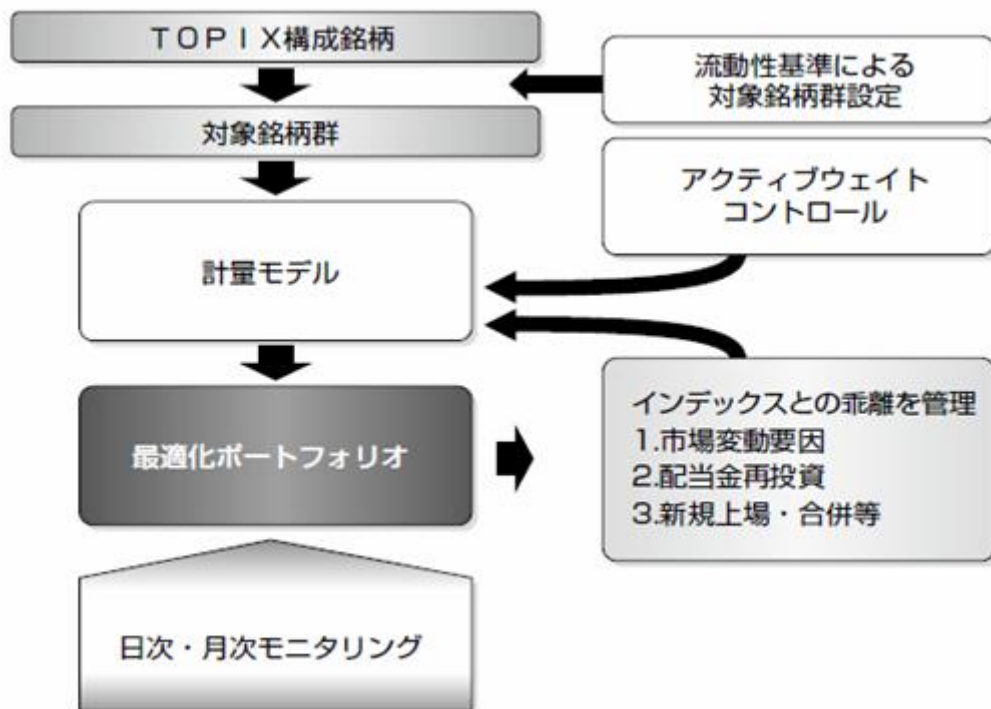 TOPIX構成銘柄
流動性基準による
対象銘柄群設定
対象銘柄群
アクティブウェイト
コントロール
計量モデル
最適化ポートフォリオ
インデックスとの乖離を管理
1.市場変動要因
2.配当金再投資
3.新規上場・合併等
日次・月次モニタリング